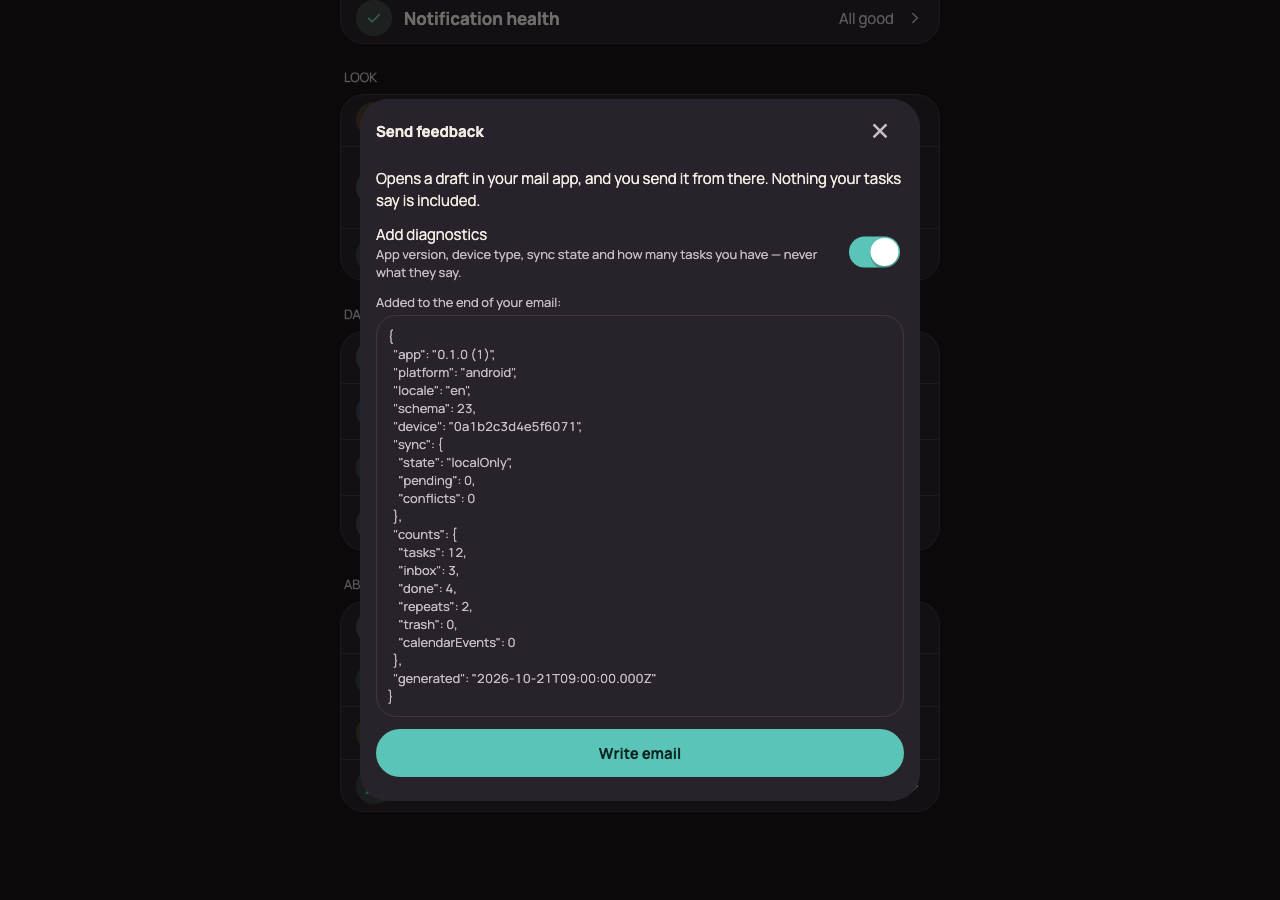 Notification health
All good
LOOK
Send feedback
Opens a draft in your mail app, and you send it from there. Nothing your tasks
say is included.
Add diagnostics
App version, device type, sync state and how many tasks you have — never
what they say.
Added to the end of your email:
{
"app": "0.1.0 (1)",
"platform": "android",
"locale": "en",
"schema": 23,
"device": "0a1b2c3d4e5f6071",
"sync": {
"state": "localOnly",
"pending": 0,
"conflicts": 0
},
"counts": {
"tasks": 12,
"inbox": 3,
"done": 4,
"repeats": 2,
"trash": 0,
"calendarEvents": 0
},
"generated": "2026-10-21T09:00:00.000Z"
}
Write email